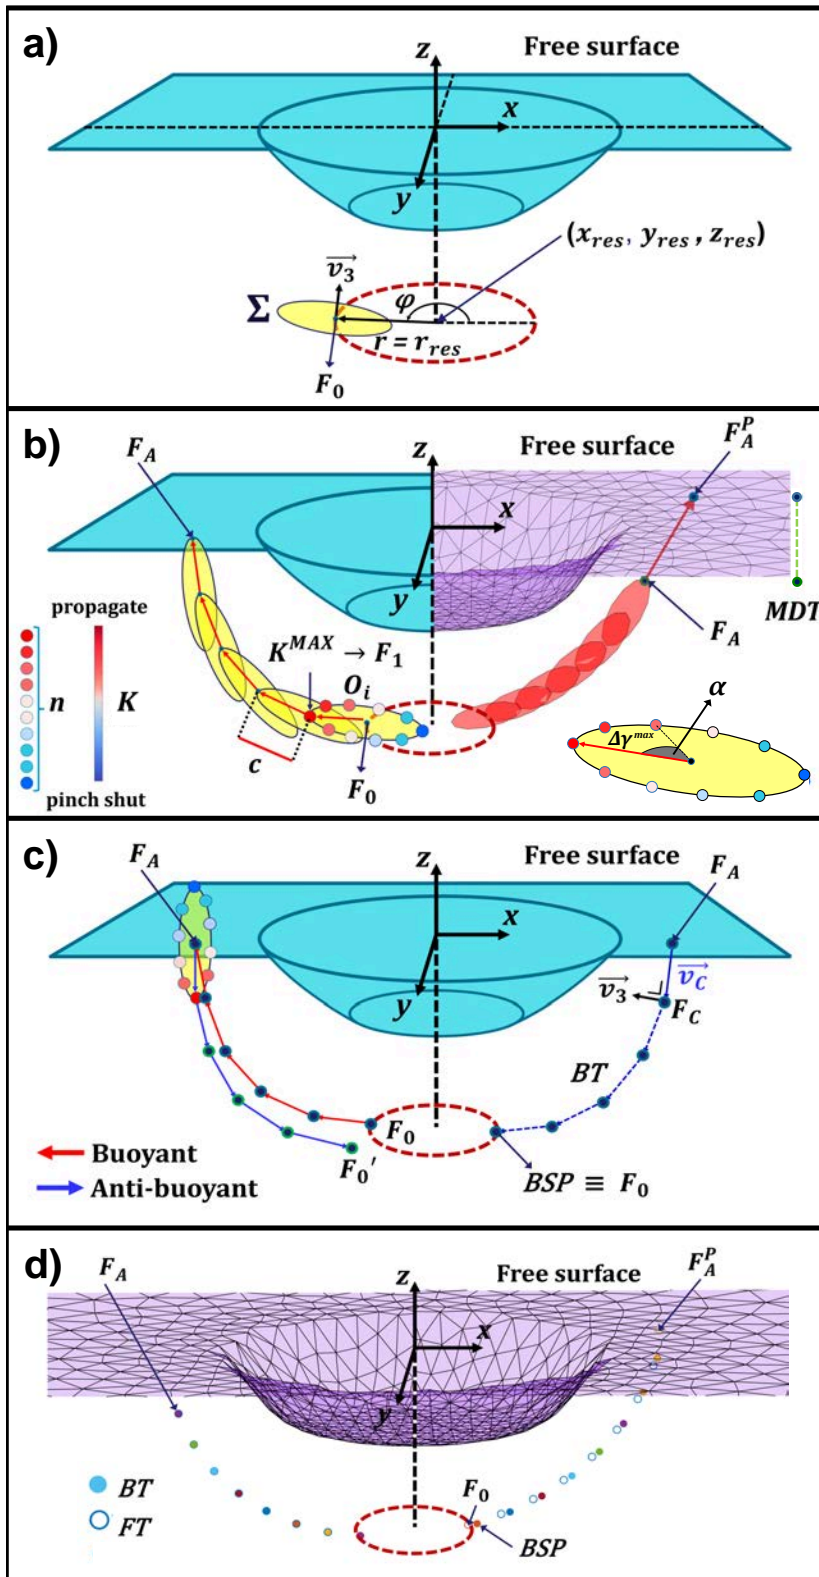 a)
z
Free surface
x
y
(x_res, y_res, z_res)
v₃→
Σ
φ
r = r_res
F₀
b)
F_A
z
Free surface
F_A^P
x
y
MDT
propagate
n
K
pinch shut
K^MAX → F₁
O_i
F_A
c
F₀
α
Δγ^max
c)
F_A
z
Free surface
F_A
x
y
v₃→
v_C→
F_C
BT
F₀
F₀'
BSP ≡ F₀
Buoyant
Anti-buoyant
d)
F_A
z
Free surface
F_A^P
x
y
BT
FT
F₀
BSP